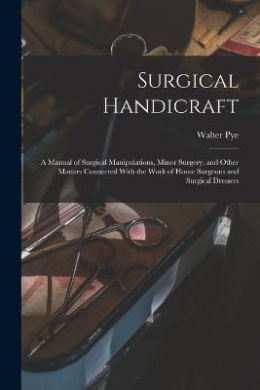 SURGICAL
HANDICRAFT
Walter Pye
A Manual of Surgical Manipulations, Minor Surgery, and Other
Matters Connected With the Work of House Surgeons and
Surgical Dressers